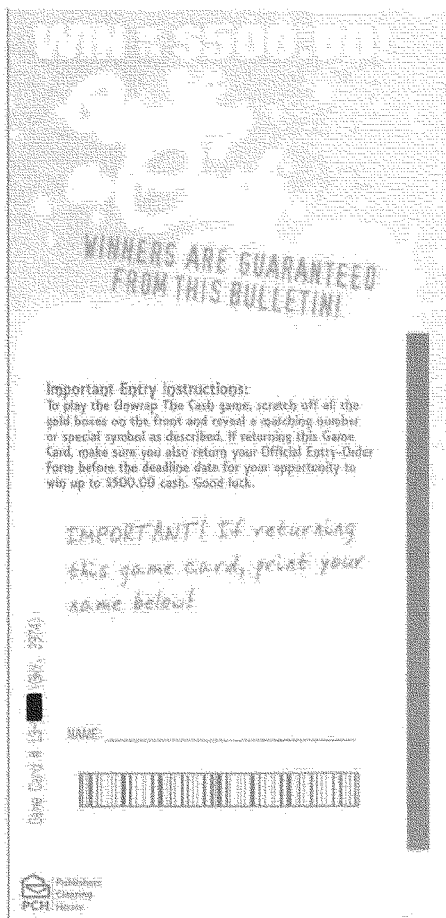 WINNERS ARE GUARANTEED
FROM THIS BULLETIN!
Important Entry Instructions:
To play the Unwrap The Cash game, scratch off all the
gold boxes on the front and reveal a matching number
or special symbol as described. If returning this Game
Card, make sure you also return your Official Entry-Order
Form before the deadline date for your opportunity to
win up to $500.00 cash. Good luck.
IMPORTANT! If returning
this game card, print your
name below!
NAME:
Game Card #
PCH
Publishers
Clearing
House